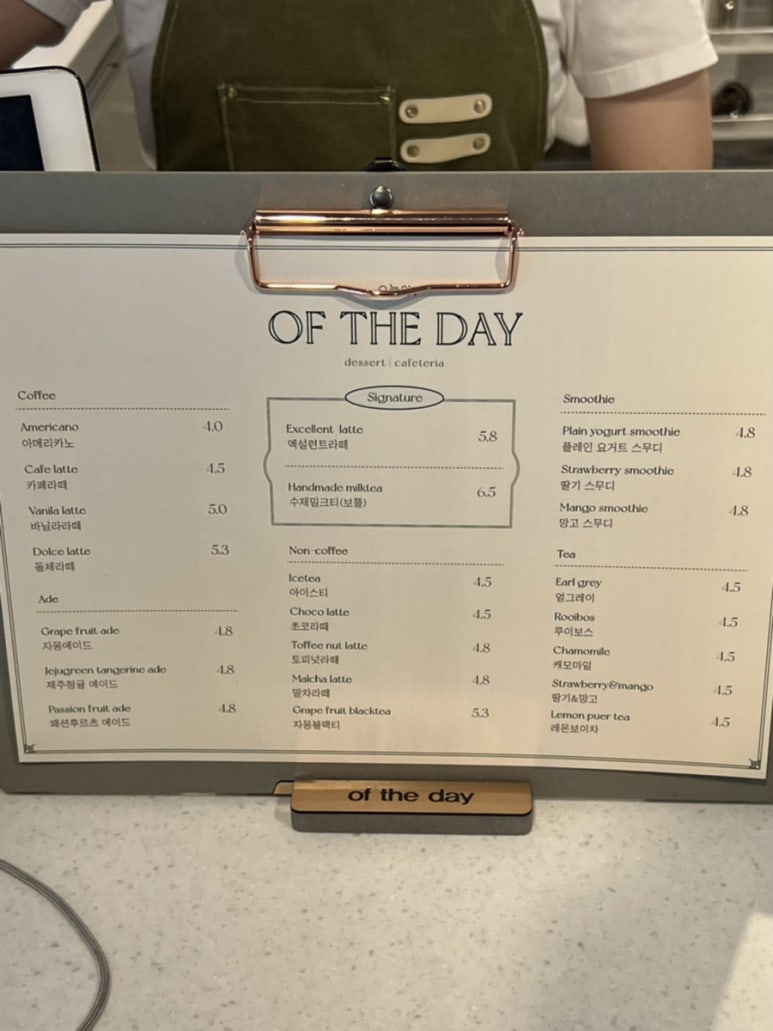 OF THE DAY
dessert | cafeteria
Coffee
Americano 4.0
아메리카노
Cafe latte 4.5
카페라떼
Vanila latte 5.0
바닐라라떼
Dolce latte 5.3
돌체라떼
Ade
Grape fruit ade 4.8
자몽에이드
Jejugreen tangerine ade 4.8
제주청귤 에이드
Passion fruit ade 4.8
패션후르츠 에이드
Signature
Excellent latte 5.8
엑설런트라떼
Handmade milktea 6.5
수제밀크티(보틀)
Non-coffee
Icetea 4.5
아이스티
Choco latte 4.5
초코라떼
Toffee nut latte 4.8
토피넛라떼
Matcha latte 4.8
말차라떼
Grape fruit blacktea 5.3
자몽블랙티
Smoothie
Plain yogurt smoothie 4.8
플레인 요거트 스무디
Strawberry smoothie 4.8
딸기 스무디
Mango smoothie 4.8
망고 스무디
Tea
Earl grey 4.5
얼그레이
Rooibos 4.5
루이보스
Chamomile 4.5
캐모마일
Strawberry&mango 4.5
딸기&망고
Lemon puer tea 4.5
레몬보이차
of the day